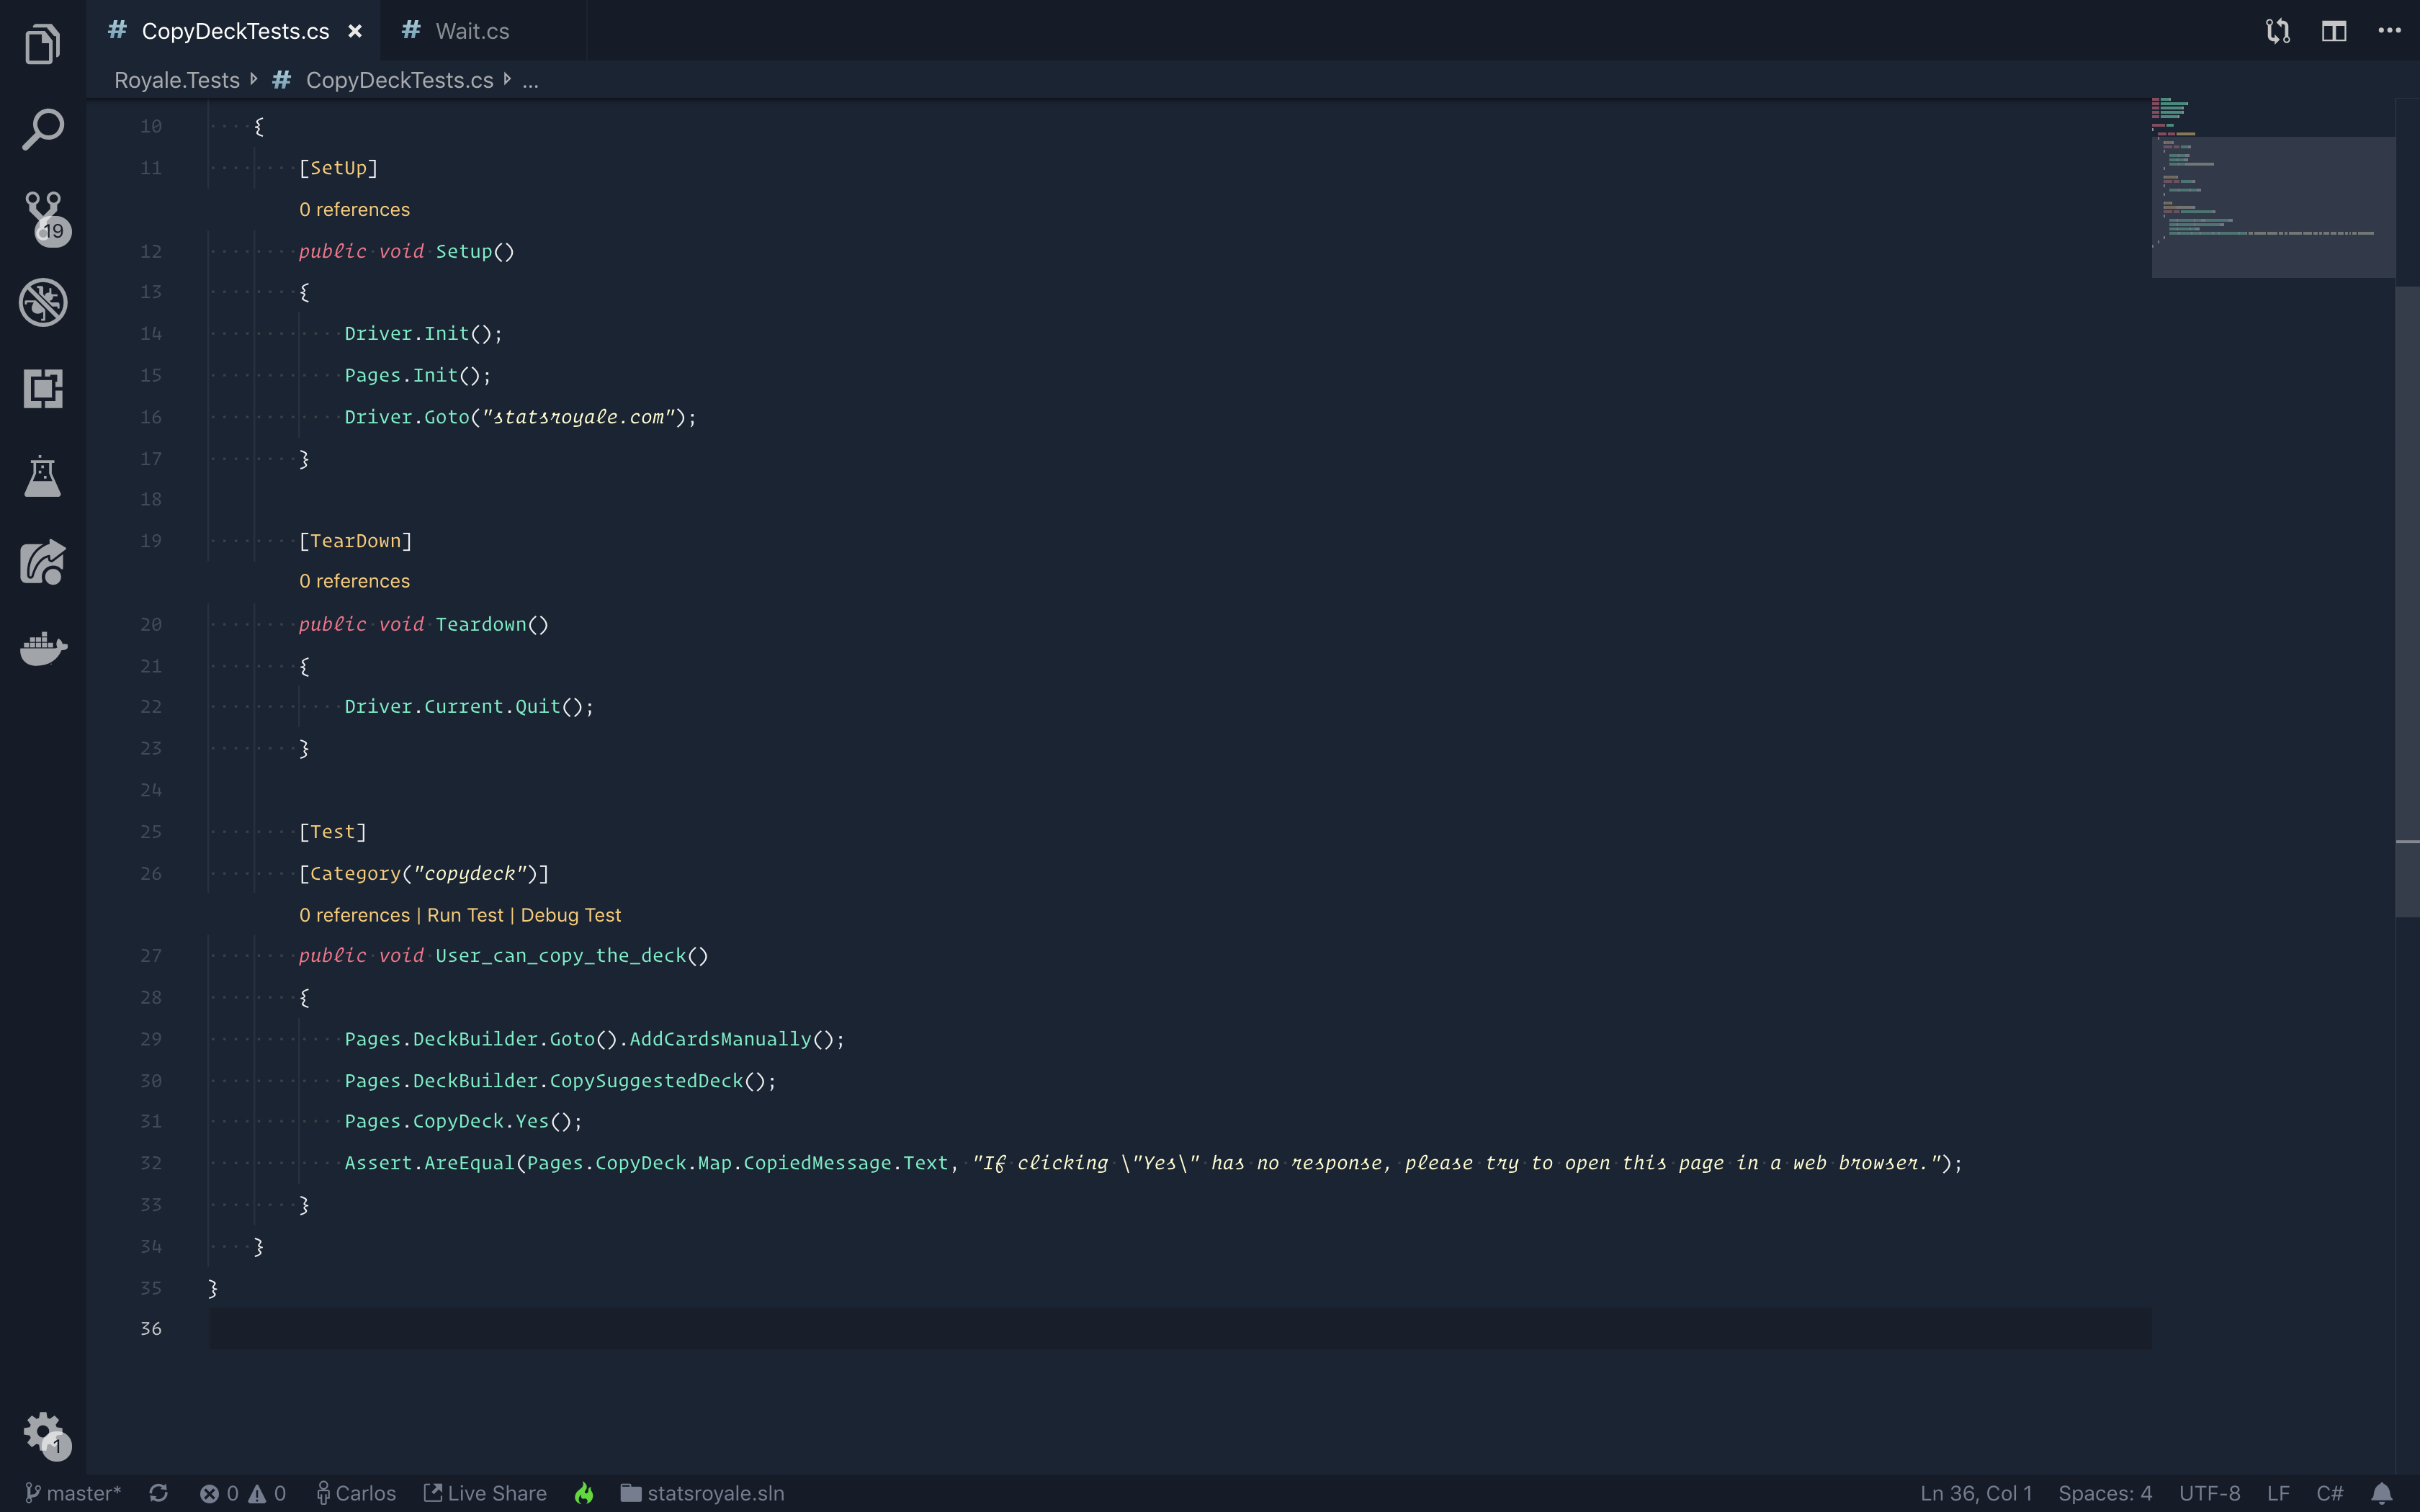 # CopyDeckTests.cs × # Wait.cs
Royale.Tests # CopyDeckTests.cs ...
10 {
11 [SetUp]
0 references
12 public void Setup()
13 {
14 Driver.Init();
15 Pages.Init();
16 Driver.Goto("statsroyale.com");
17 }
18
19 [TearDown]
0 references
20 public void Teardown()
21 {
22 Driver.Current.Quit();
23 }
24
25 [Test]
26 [Category("copydeck")]
0 references | Run Test | Debug Test
27 public void User_can_copy_the_deck()
28 {
29 Pages.DeckBuilder.Goto().AddCardsManually();
30 Pages.DeckBuilder.CopySuggestedDeck();
31 Pages.CopyDeck.Yes();
32 Assert.AreEqual(Pages.CopyDeck.Map.CopiedMessage.Text, "If clicking \"Yes\" has no response, please try to open this page in a web browser.");
33 }
34 }
35 }
36
19
1
master* 0 0 Carlos Live Share statsroyale.sln Ln 36, Col 1 Spaces: 4 UTF-8 LF C#